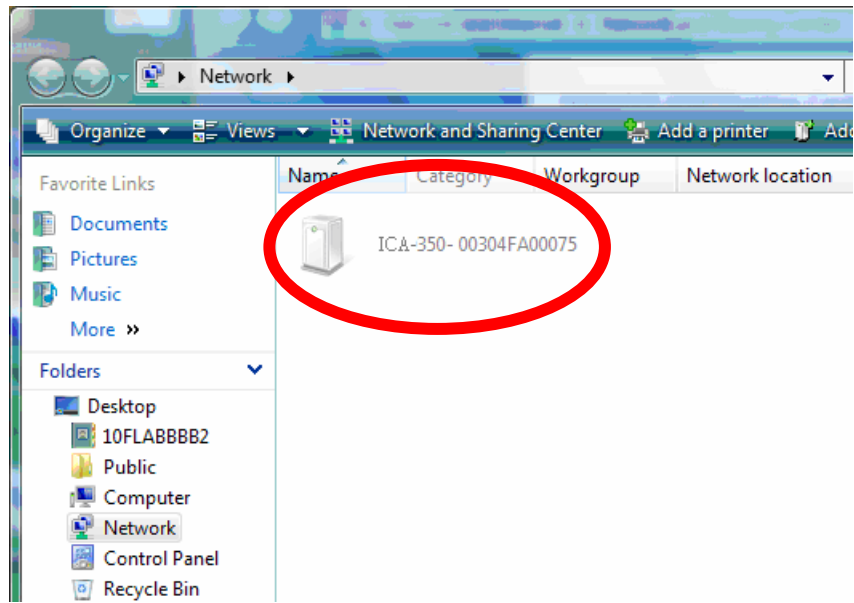 Network
Organize Views Network and Sharing Center Add a printer Add
Favorite Links
Documents
Pictures
Music
More »
Folders
Desktop
10FLABBBB2
Public
Computer
Network
Control Panel
Recycle Bin
Name Category Workgroup Network location
ICA-350- 00304FA00075